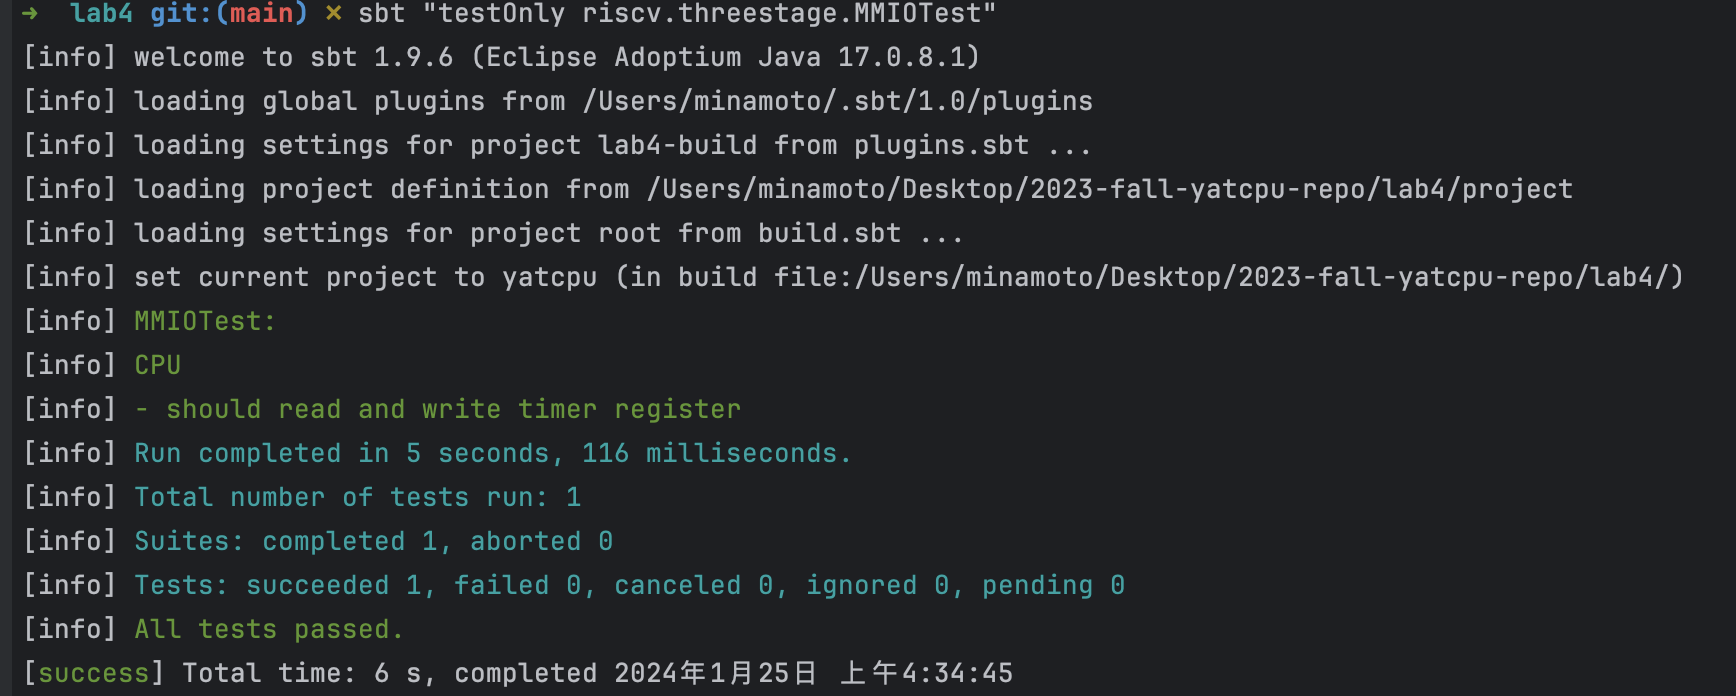 → lab4 git:(main) ✗ sbt "testOnly riscv.threestage.MMIOTest"
[info] welcome to sbt 1.9.6 (Eclipse Adoptium Java 17.0.8.1)
[info] loading global plugins from /Users/minamoto/.sbt/1.0/plugins
[info] loading settings for project lab4-build from plugins.sbt ...
[info] loading project definition from /Users/minamoto/Desktop/2023-fall-yatcpu-repo/lab4/project
[info] loading settings for project root from build.sbt ...
[info] set current project to yatcpu (in build file:/Users/minamoto/Desktop/2023-fall-yatcpu-repo/lab4/)
[info] MMIOTest:
[info] CPU
[info] - should read and write timer register
[info] Run completed in 5 seconds, 116 milliseconds.
[info] Total number of tests run: 1
[info] Suites: completed 1, aborted 0
[info] Tests: succeeded 1, failed 0, canceled 0, ignored 0, pending 0
[info] All tests passed.
[success] Total time: 6 s, completed 2024年1月25日 上午4:34:45